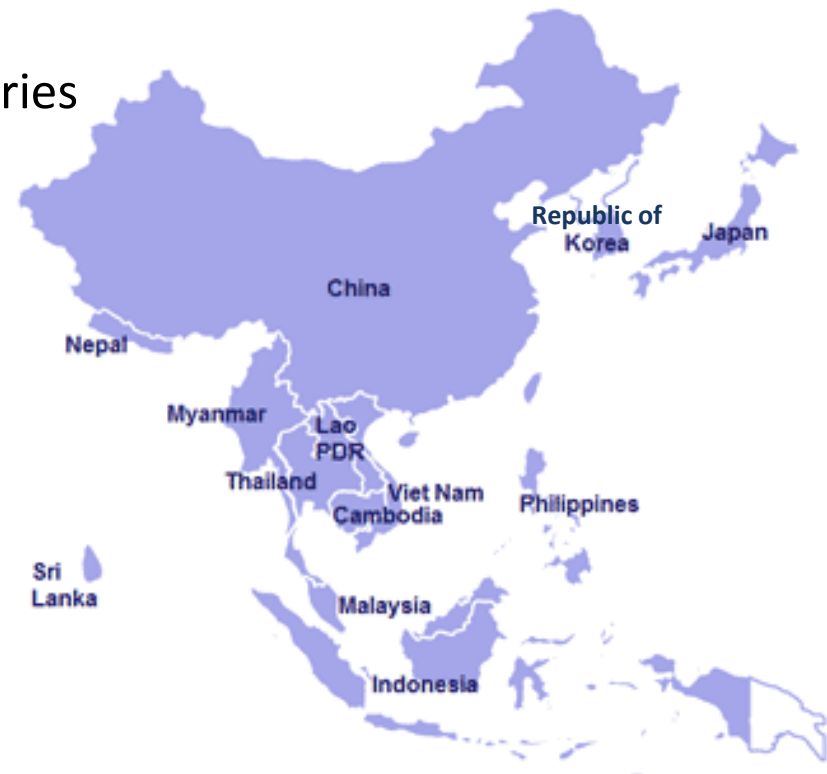 ries
Republic of
Korea
Japan
China
Nepal
Myanmar
Lao
PDR
Thailand
Viet Nam
Cambodia
Philippines
Sri
Lanka
Malaysia
Indonesia